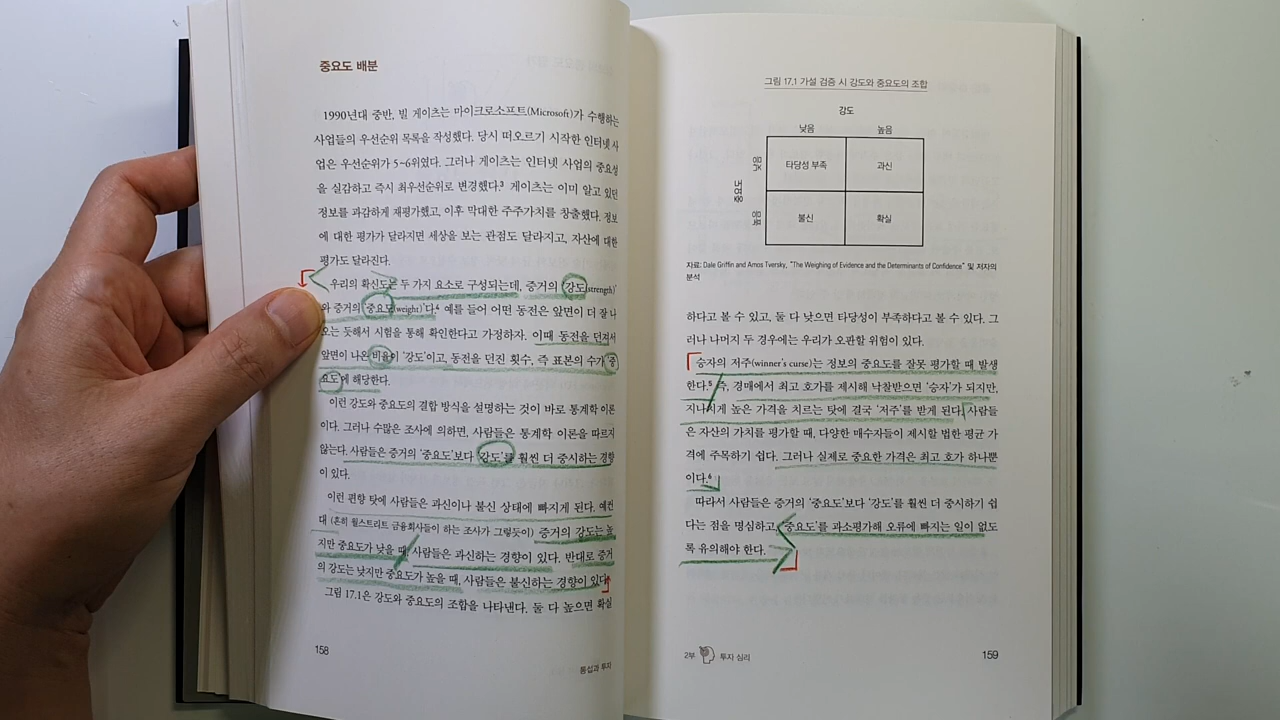 중요도 배분
1990년대 중반, 빌 게이츠는 마이크로소프트(Microsoft)가 수행하는
사업들의 우선순위 목록을 작성했다. 당시 떠오르기 시작한 인터넷 사
업은 우선순위가 5~6위였다. 그러나 게이츠는 인터넷 사업의 중요성
을 실감하고 즉시 최우선순위로 변경했다.³ 게이츠는 이미 알고 있던
정보를 과감하게 재평가했고, 이후 막대한 주주가치를 창출했다. 정보
에 대한 평가가 달라지면 세상을 보는 관점도 달라지고, 자산에 대한
평가도 달라진다.
우리의 확신도는 두 가지 요소로 구성되는데, 증거의 '강도(strength)'
와 증거의 '중요도(weight)'다.⁴ 예를 들어 어떤 동전은 앞면이 더 잘 나
오는 듯해서 시험을 통해 확인한다고 가정하자. 이때 동전을 던져서
앞면이 나온 비율이 '강도'이고, 동전을 던진 횟수, 즉 표본의 수가 '중
요도'에 해당한다.
이런 강도와 중요도의 결합 방식을 설명하는 것이 바로 통계학 이론
이다. 그러나 수많은 조사에 의하면, 사람들은 통계학 이론을 따르지
않는다. 사람들은 증거의 '중요도'보다 '강도'를 훨씬 더 중시하는 경향
이 있다.
이런 편향 탓에 사람들은 과신이나 불신 상태에 빠지게 된다. 예컨
대 (흔히 월스트리트 금융회사들이 하는 조사가 그렇듯이) 증거의 강도는 높
지만 중요도가 낮을 때, 사람들은 과신하는 경향이 있다. 반대로 증거
의 강도는 낮지만 중요도가 높을 때, 사람들은 불신하는 경향이 있다.
그림 17.1은 강도와 중요도의 조합을 나타낸다. 둘 다 높으면 확실
158
통섭과 투자
그림 17.1 가설 검증 시 강도와 중요도의 조합
강도
낮음 높음
중요도
낮음 타당성 부족 과신
높음 불신 확실
자료: Dale Griffin and Amos Tversky, "The Weighing of Evidence and the Determinants of Confidence" 및 저자의
분석
하다고 볼 수 있고, 둘 다 낮으면 타당성이 부족하다고 볼 수 있다. 그
러나 나머지 두 경우에는 우리가 오판할 위험이 있다.
승자의 저주(winner's curse)는 정보의 중요도를 잘못 평가할 때 발생
한다.⁵ 즉, 경매에서 최고 호가를 제시해 낙찰받으면 '승자'가 되지만,
지나치게 높은 가격을 치르는 탓에 결국 '저주'를 받게 된다. 사람들
은 자산의 가치를 평가할 때, 다양한 매수자들이 제시할 법한 평균 가
격에 주목하기 쉽다. 그러나 실제로 중요한 가격은 최고 호가 하나뿐
이다.⁶
따라서 사람들은 증거의 '중요도'보다 '강도'를 훨씬 더 중시하기 쉽
다는 점을 명심하고, '중요도'를 과소평가해 오류에 빠지는 일이 없도
록 유의해야 한다.
2부 투자 심리
159